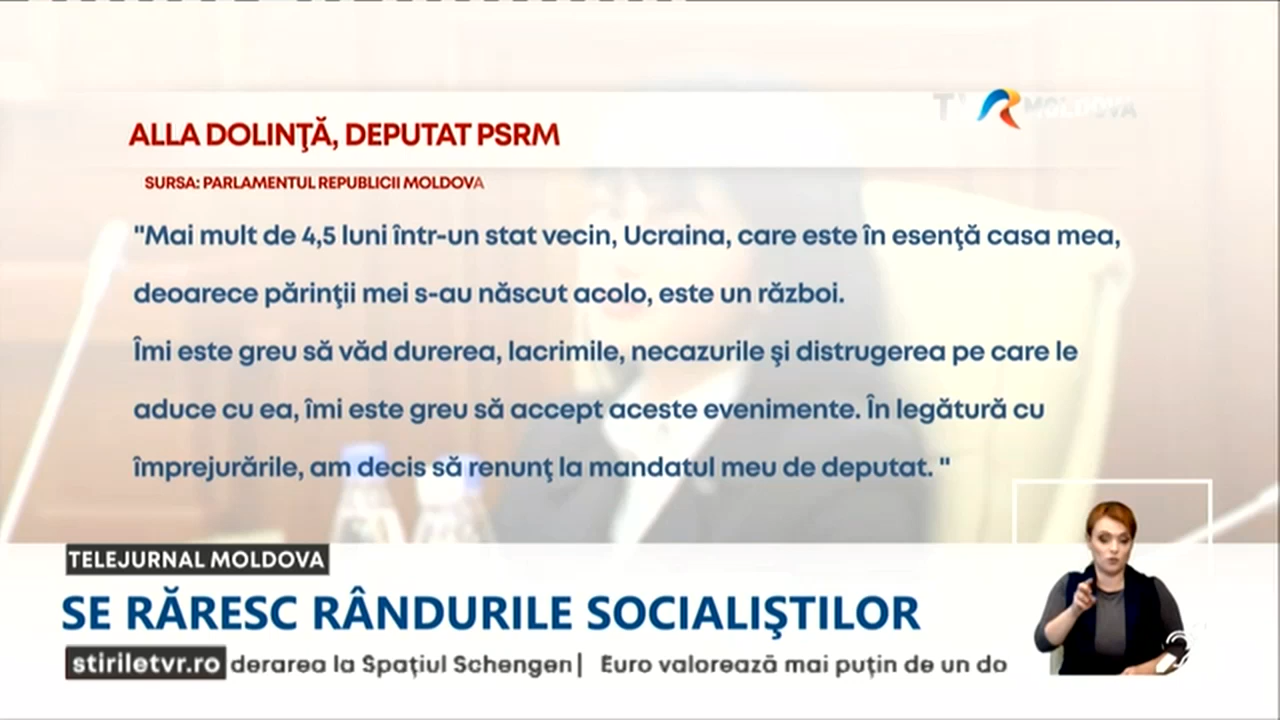 TV MOLDOVA
ALLA DOLINŢĂ, DEPUTAT PSRM
SURSA: PARLAMENTUL REPUBLICII MOLDOVA
"Mai mult de 4,5 luni într-un stat vecin, Ucraina, care este în esenţă casa mea,
deoarece părinţii mei s-au născut acolo, este un război.
Îmi este greu să văd durerea, lacrimile, necazurile şi distrugerea pe care le
aduce cu ea, îmi este greu să accept aceste evenimente. În legătură cu
împrejurările, am decis să renunţ la mandatul meu de deputat. "
TELEJURNAL MOLDOVA
SE RĂRESC RÂNDURILE SOCIALIŞTILOR
stiriletvr.ro derarea la Spațiul Schengen| Euro valorează mai puțin de un do